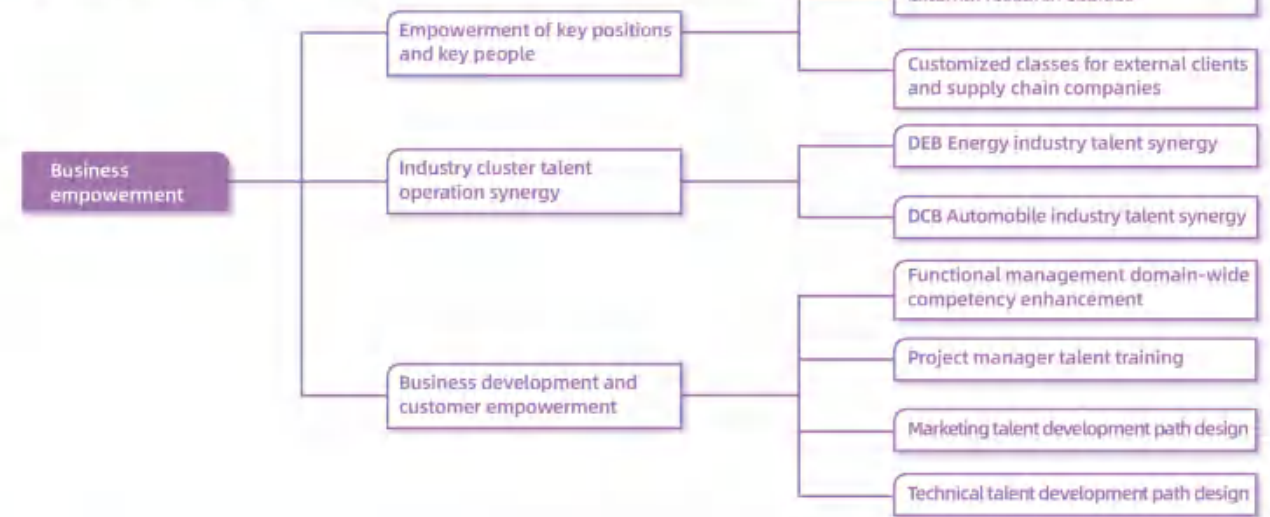 Empowerment of key positions
and key people
Customized classes for external clients
and supply chain companies
Business
empowerment
Industry cluster talent
operation synergy
DEB Energy industry talent synergy
DCB Automobile industry talent synergy
Business development and
customer empowerment
Functional management domain-wide
competency enhancement
Project manager talent training
Marketing talent development path design
Technical talent development path design